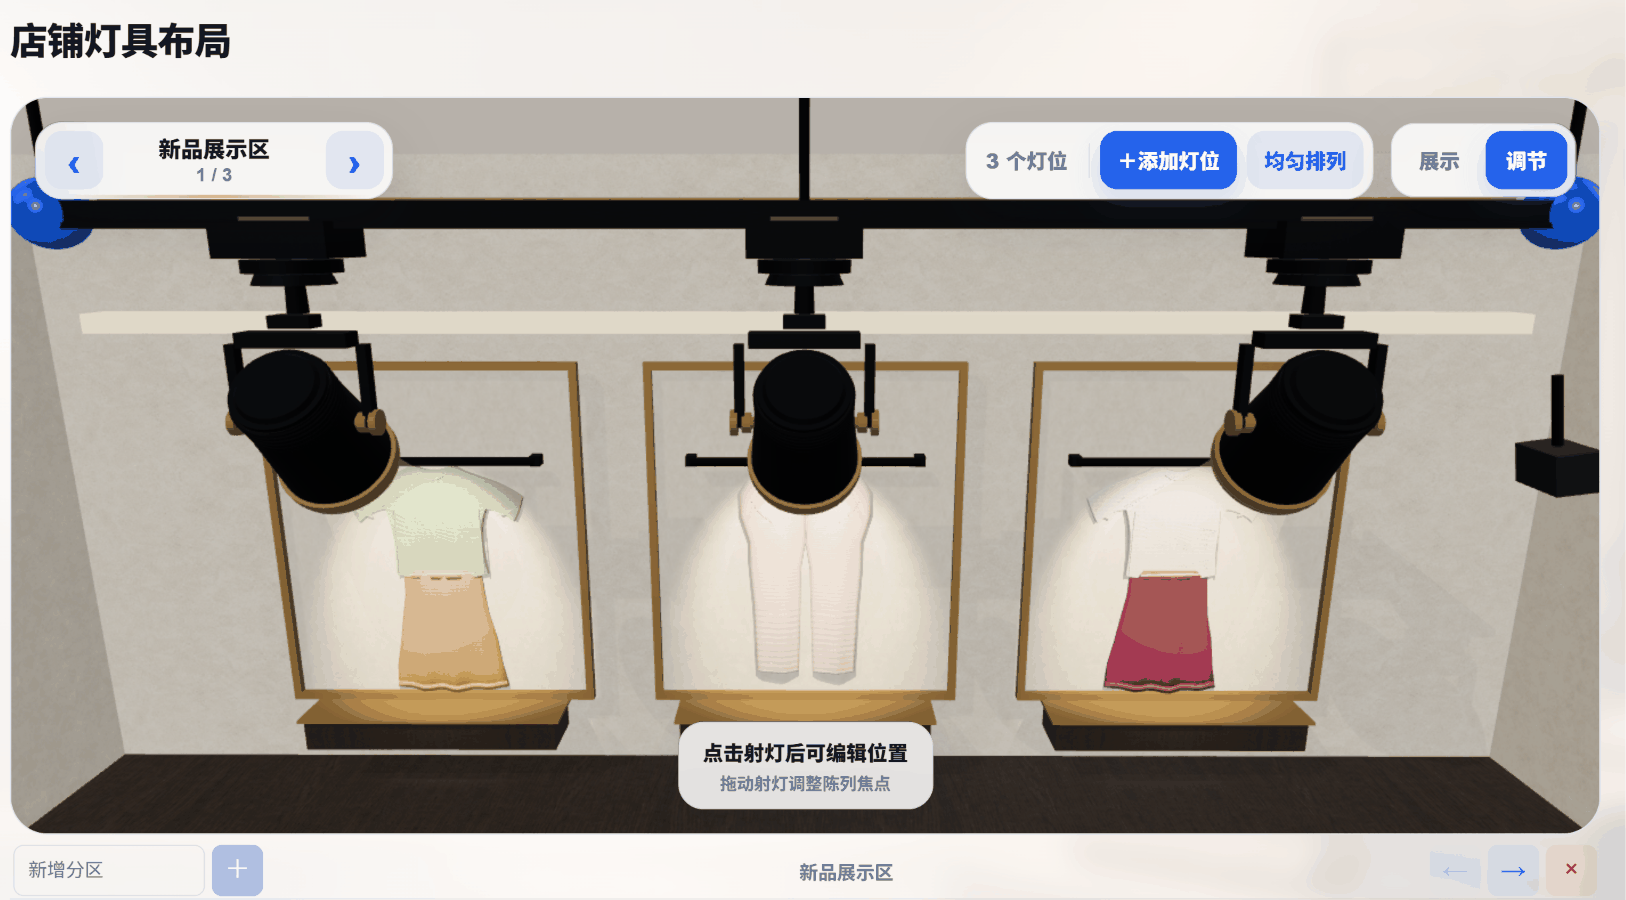 店铺灯具布局
‹
新品展示区
1 / 3
›
3 个灯位
＋添加灯位
均匀排列
展示
调节
点击射灯后可编辑位置
拖动射灯调整陈列焦点
新增分区
＋
新品展示区
←
→
×